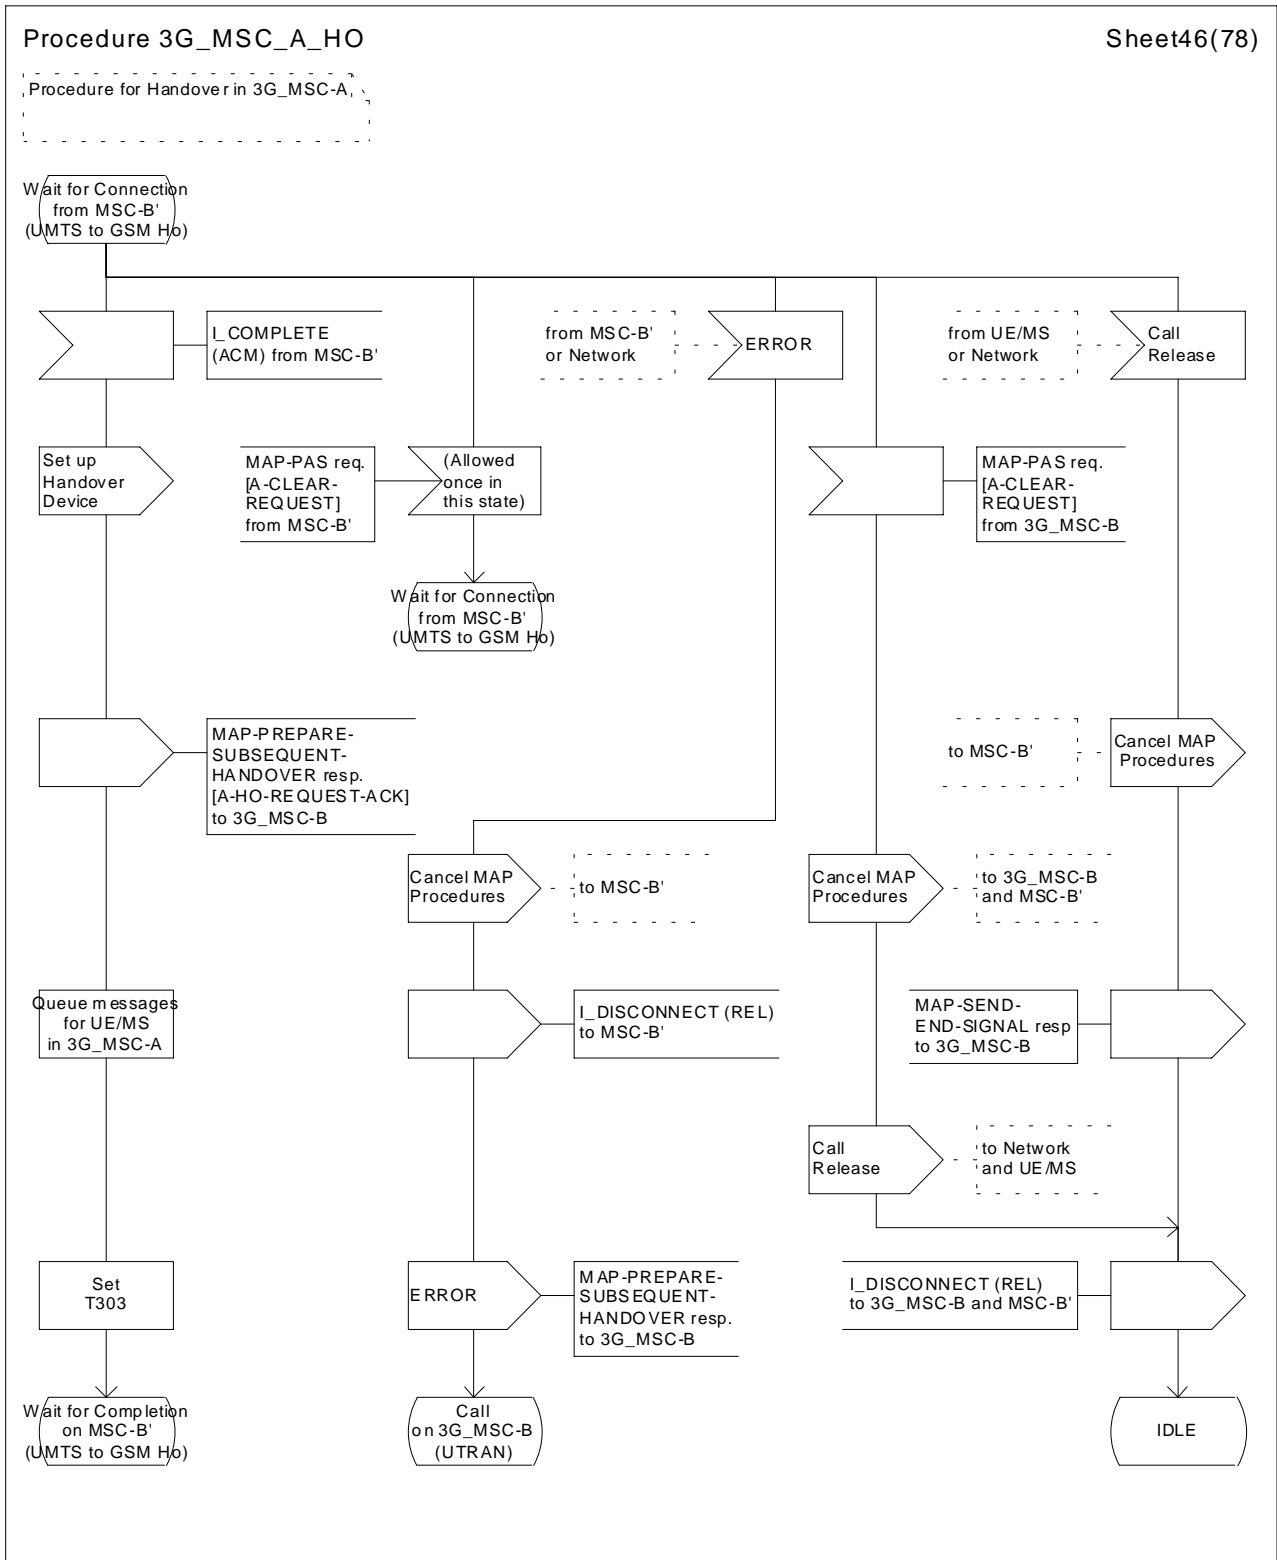 Procedure 3G_MSC_A_HO
Sheet46(78)
Procedure for Handover in 3G_MSC-A
Wait for Connection
from MSC-B'
(UMTS to GSM Ho)
I_COMPLETE
(ACM) from MSC-B'
from MSC-B'
or Network
ERROR
from UE/MS
or Network
Call
Release
Set up
Handover
Device
MAP-PAS req.
[A-CLEAR-
REQUEST]
from MSC-B'
(Allowed
once in
this state)
MAP-PAS req.
[A-CLEAR-
REQUEST]
from 3G_MSC-B
Wait for Connection
from MSC-B'
(UMTS to GSM Ho)
MAP-PREPARE-
SUBSEQUENT-
HANDOVER resp.
[A-HO-REQUEST-ACK]
to 3G_MSC-B
to MSC-B'
Cancel MAP
Procedures
Cancel MAP
Procedures
to MSC-B'
Cancel MAP
Procedures
to 3G_MSC-B
and MSC-B'
Queue messages
for UE/MS
in 3G_MSC-A
I_DISCONNECT (REL)
to MSC-B'
MAP-SEND-
END-SIGNAL resp
to 3G_MSC-B
Call
Release
to Network
and UE/MS
Set
T303
ERROR
MAP-PREPARE-
SUBSEQUENT-
HANDOVER resp.
to 3G_MSC-B
I_DISCONNECT (REL)
to 3G_MSC-B and MSC-B'
Wait for Completion
on MSC-B'
(UMTS to GSM Ho)
Call
on 3G_MSC-B
(UTRAN)
IDLE